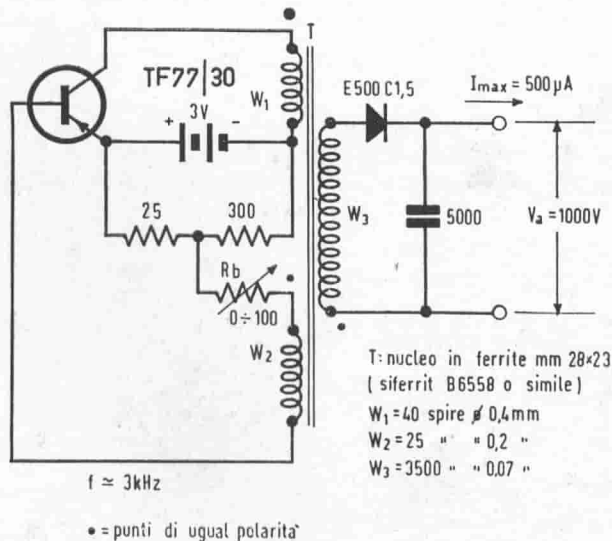 T
TF77/30
W₁
3V
+ -
E500 C1,5
Imax = 500 µA
25
300
W₃
5000
Va = 1000V
Rb
0÷100
W₂
T: nucleo in ferrite mm 28×23
(siferrit B6558 o simile)
W₁ = 40 spire ø 0,4mm
W₂ = 25 " " 0,2 "
W₃ = 3500 " " 0,07 "
f ≃ 3kHz
• = punti di ugual polarità